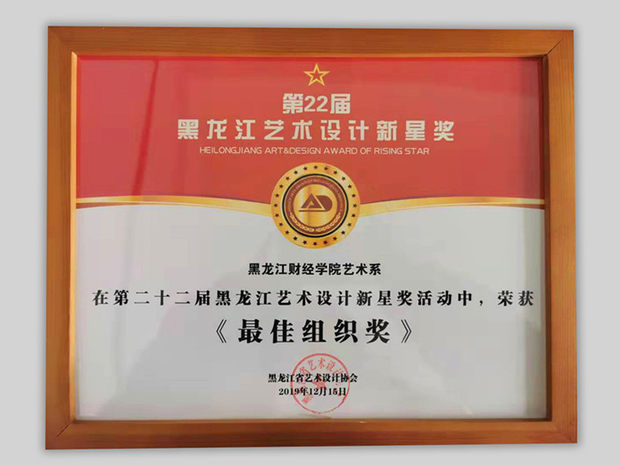 第22届
黑龙江艺术设计新星奖
HEILONGJIANG ART&DESIGN AWARD OF RISING STAR
黑龙江财经学院艺术系
在第二十二届黑龙江艺术设计新星奖活动中，荣获
《最佳组织奖》
黑龙江省艺术设计协会
2019年12月15日